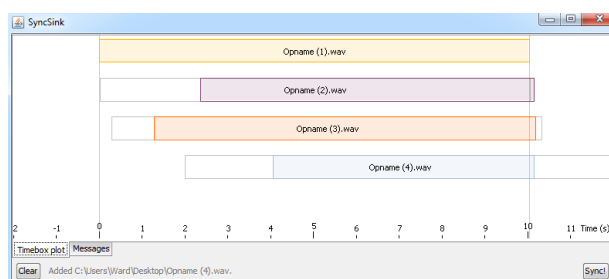 SyncSink
Opname (1).wav
Opname (2).wav
Opname (3).wav
Opname (4).wav
2 -1 0 1 2 3 4 5 6 7 8 9 10 11 Time (s)
Timebox plot Messages
Clear Added C:\Users\Ward\Desktop\Opname (4).wav. Sync!